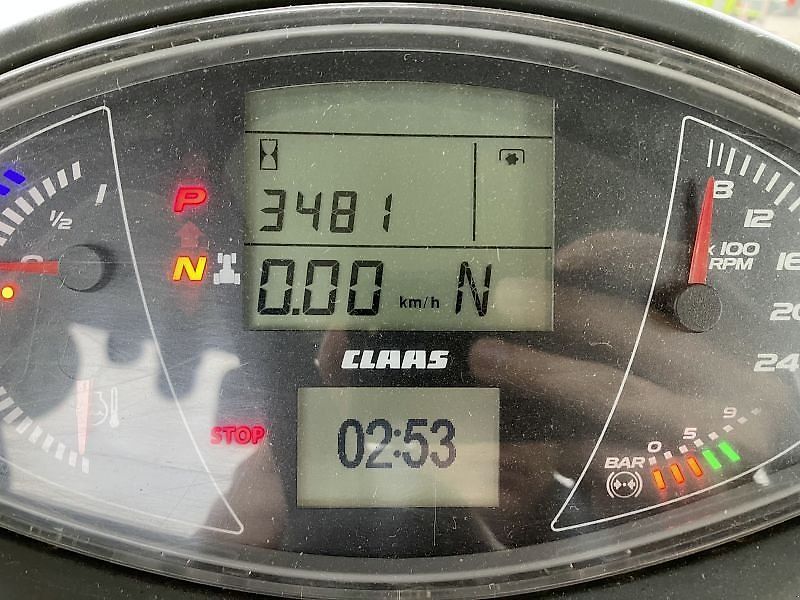 1
1/2
0
P
N
3481
0.00 km/h N
CLAAS
02:53
STOP
8
12
16
x 100
RPM
20
24
BAR 0 5 9